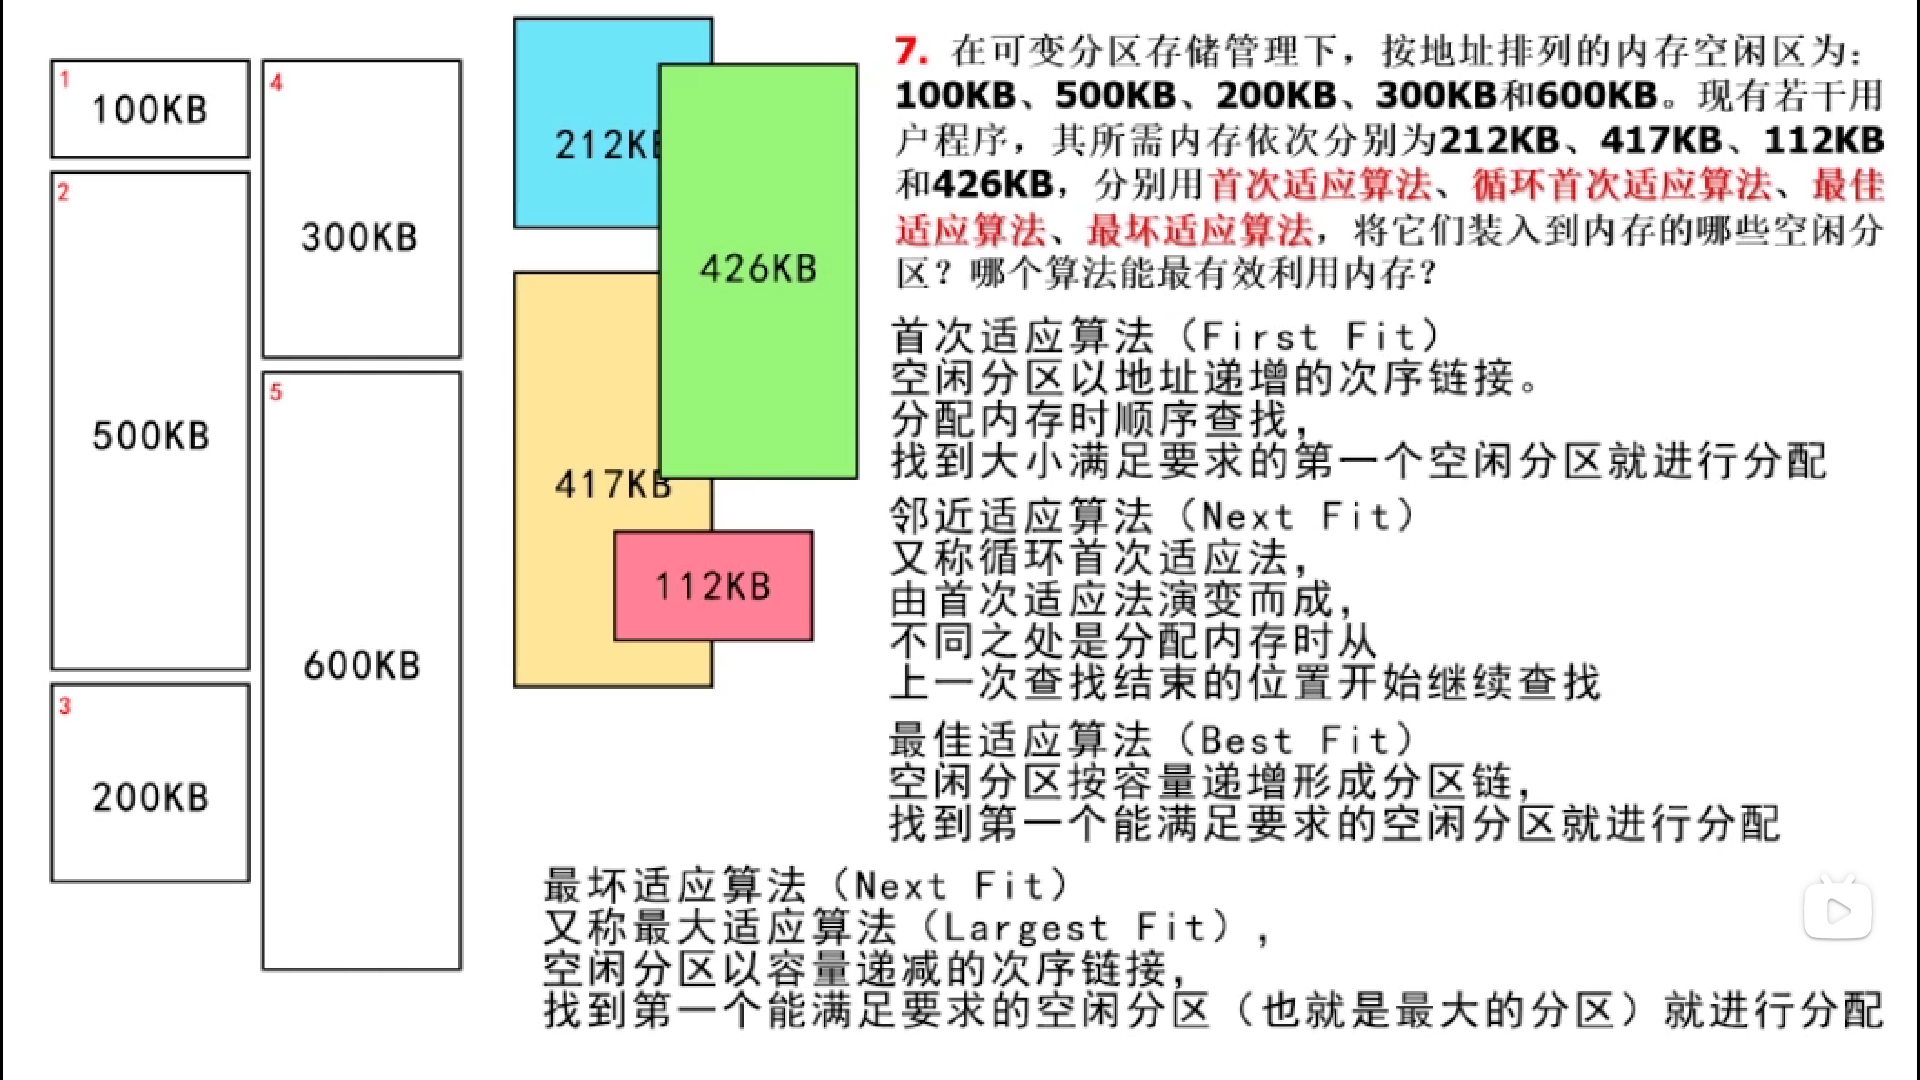 1
100KB
2
500KB
3
200KB
4
300KB
5
600KB
212KB
417KB
426KB
112KB
7. 在可变分区存储管理下，按地址排列的内存空闲区为：
100KB、500KB、200KB、300KB和600KB。现有若干用
户程序，其所需内存依次分别为212KB、417KB、112KB
和426KB，分别用首次适应算法、循环首次适应算法、最佳
适应算法、最坏适应算法，将它们装入到内存的哪些空闲分
区？哪个算法能最有效利用内存？
首次适应算法（First Fit）
空闲分区以地址递增的次序链接。
分配内存时顺序查找，
找到大小满足要求的第一个空闲分区就进行分配
邻近适应算法（Next Fit）
又称循环首次适应法，
由首次适应法演变而成，
不同之处是分配内存时从
上一次查找结束的位置开始继续查找
最佳适应算法（Best Fit）
空闲分区按容量递增形成分区链，
找到第一个能满足要求的空闲分区就进行分配
最坏适应算法（Next Fit）
又称最大适应算法（Largest Fit），
空闲分区以容量递减的次序链接，
找到第一个能满足要求的空闲分区（也就是最大的分区）就进行分配